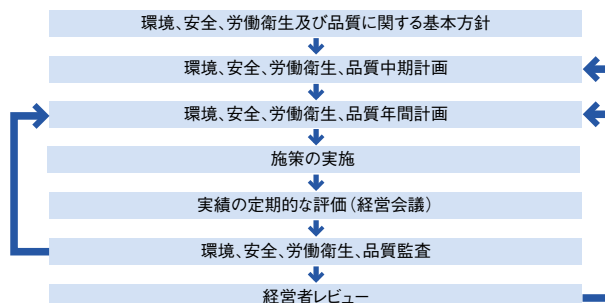 環境、安全、労働衛生及び品質に関する基本方針
環境、安全、労働衛生、品質中期計画
環境、安全、労働衛生、品質年間計画
施策の実施
実績の定期的な評価（経営会議）
環境、安全、労働衛生、品質監査
経営者レビュー